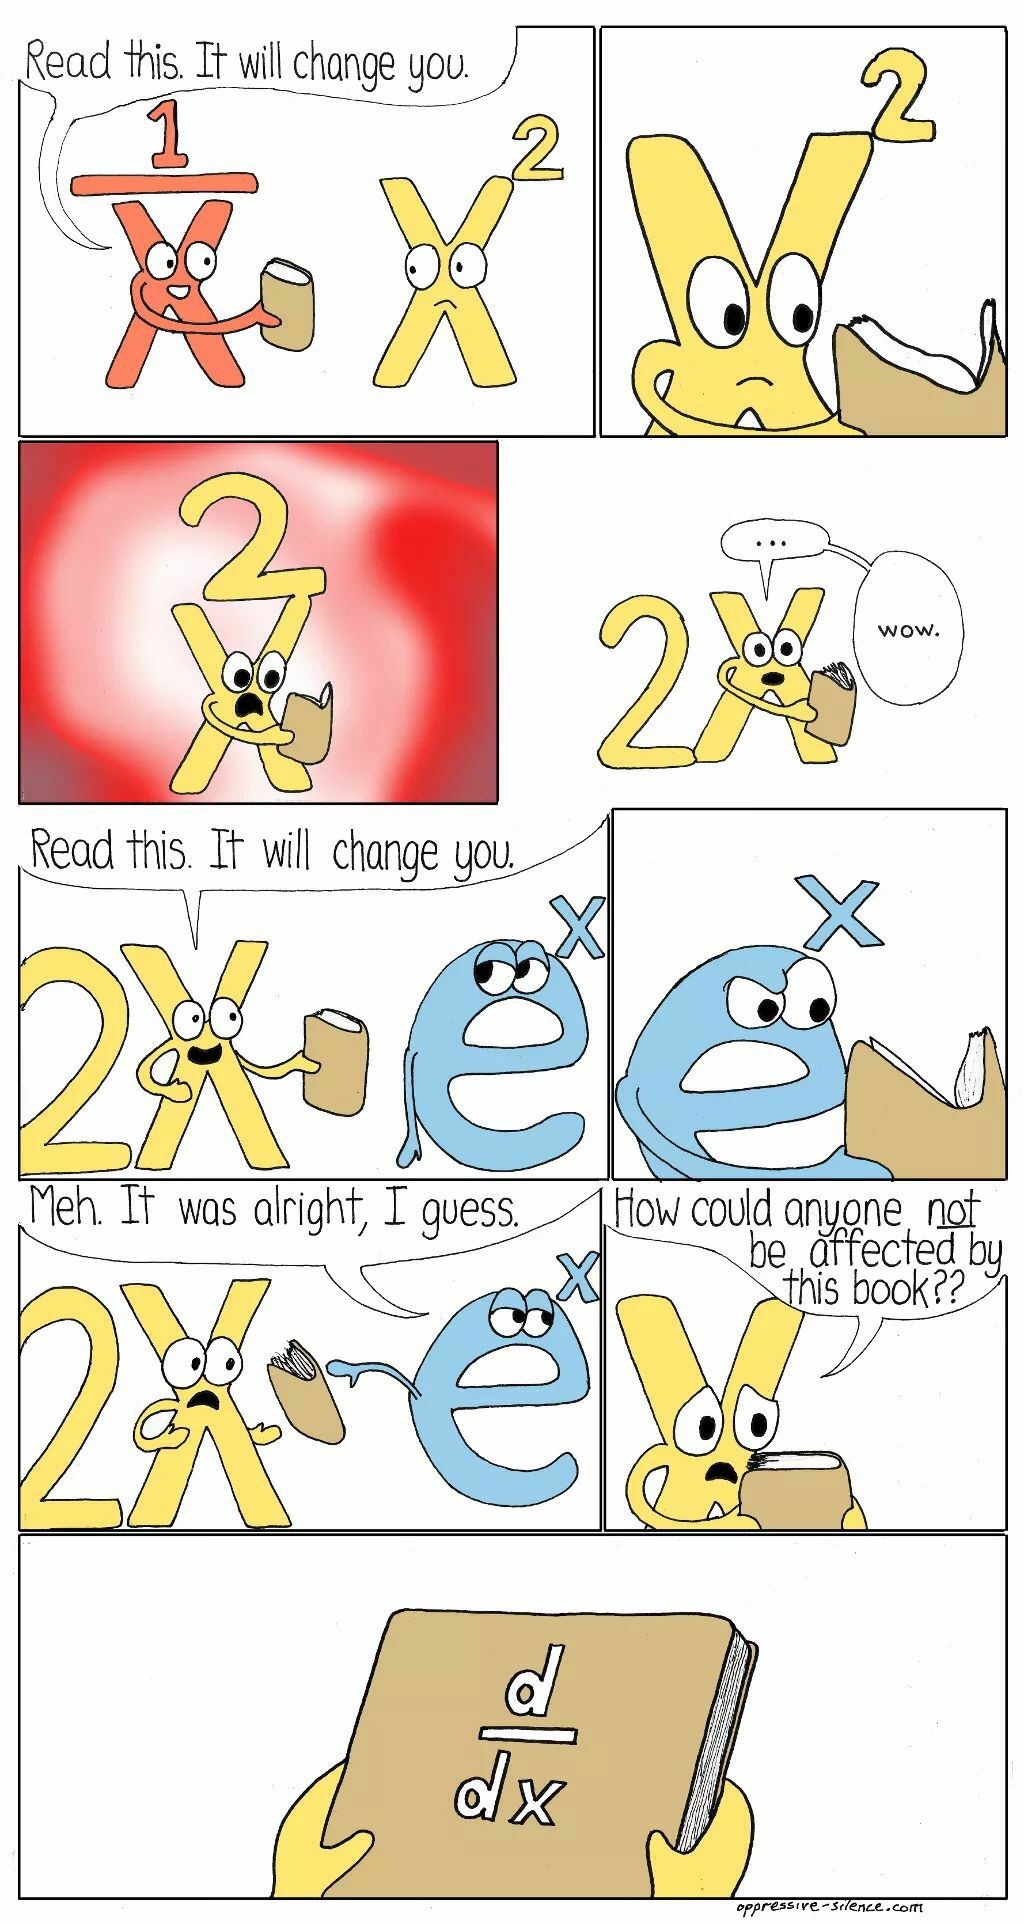 Read this. It will change you.
1
x
x²
x²
2
x
...
wow.
2x
Read this. It will change you.
2x
eˣ
eˣ
Meh. It was alright, I guess.
2x
eˣ
How could anyone not
be affected by
this book??
x
d
dx
oppressive-silence.com